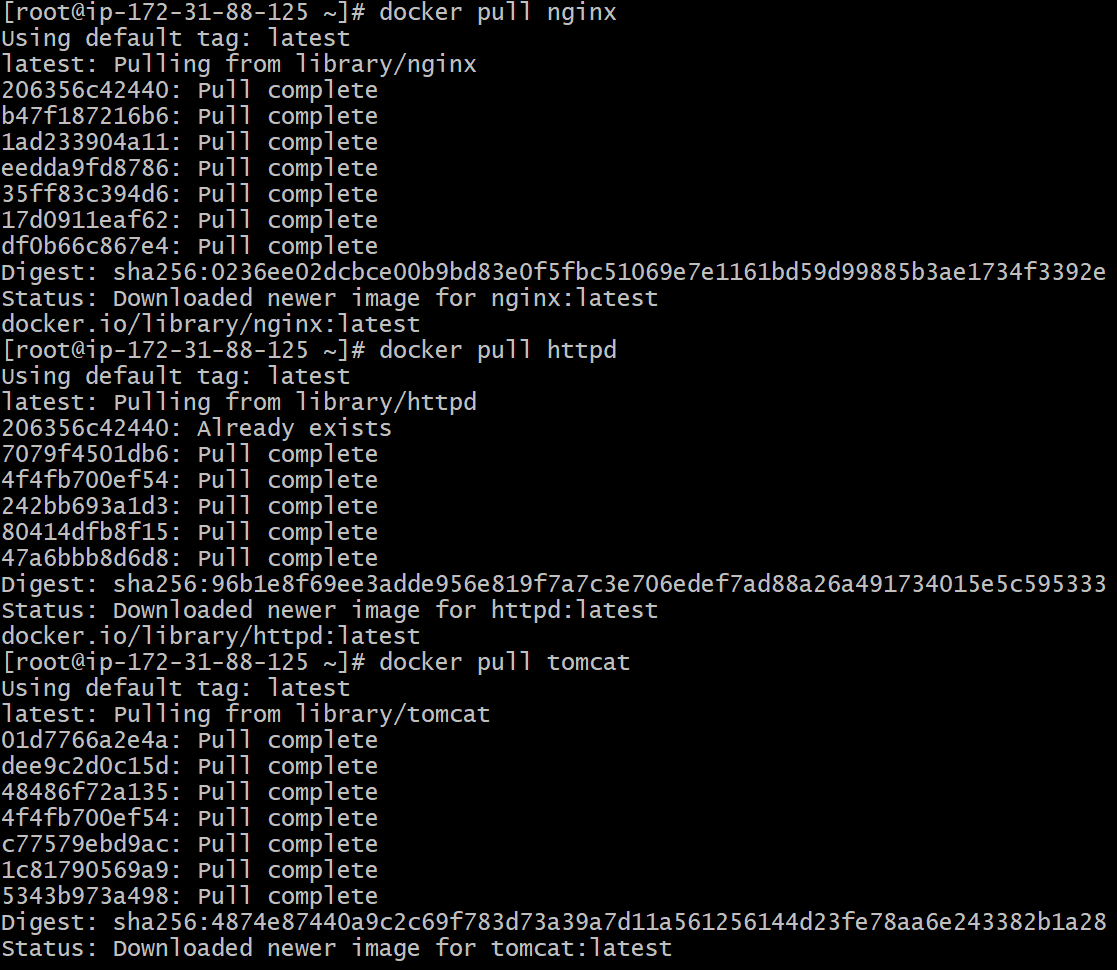 [root@ip-172-31-88-125 ~]# docker pull nginx
Using default tag: latest
latest: Pulling from library/nginx
206356c42440: Pull complete
b47f187216b6: Pull complete
1ad233904a11: Pull complete
eedda9fd8786: Pull complete
35ff83c394d6: Pull complete
17d0911eaf62: Pull complete
df0b66c867e4: Pull complete
Digest: sha256:0236ee02dcbce00b9bd83e0f5fbc51069e7e1161bd59d99885b3ae1734f3392e
Status: Downloaded newer image for nginx:latest
docker.io/library/nginx:latest
[root@ip-172-31-88-125 ~]# docker pull httpd
Using default tag: latest
latest: Pulling from library/httpd
206356c42440: Already exists
7079f4501db6: Pull complete
4f4fb700ef54: Pull complete
242bb693a1d3: Pull complete
80414dfb8f15: Pull complete
47a6bbb8d6d8: Pull complete
Digest: sha256:96b1e8f69ee3adde956e819f7a7c3e706edef7ad88a26a491734015e5c595333
Status: Downloaded newer image for httpd:latest
docker.io/library/httpd:latest
[root@ip-172-31-88-125 ~]# docker pull tomcat
Using default tag: latest
latest: Pulling from library/tomcat
01d7766a2e4a: Pull complete
dee9c2d0c15d: Pull complete
48486f72a135: Pull complete
4f4fb700ef54: Pull complete
c77579ebd9ac: Pull complete
1c81790569a9: Pull complete
5343b973a498: Pull complete
Digest: sha256:4874e87440a9c2c69f783d73a39a7d11a561256144d23fe78aa6e243382b1a28
Status: Downloaded newer image for tomcat:latest